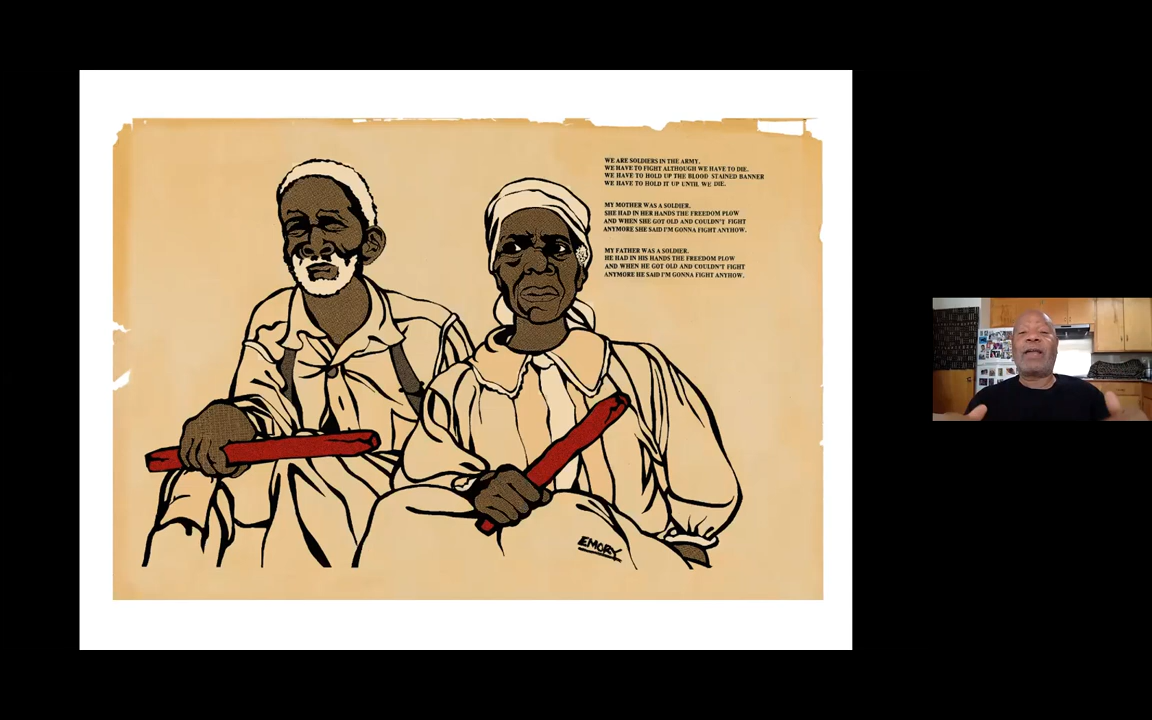 WE ARE SOLDIERS IN THE ARMY.
WE HAVE TO FIGHT ALTHOUGH WE HAVE TO DIE.
WE HAVE TO HOLD UP THE BLOOD STAINED BANNER
WE HAVE TO HOLD IT UP UNTIL WE DIE.
MY MOTHER WAS A SOLDIER.
SHE HAD IN HER HANDS THE FREEDOM PLOW
AND WHEN SHE GOT OLD AND COULDN'T FIGHT
ANYMORE SHE SAID I'M GONNA FIGHT ANYHOW.
MY FATHER WAS A SOLDIER.
HE HAD IN HIS HANDS THE FREEDOM PLOW
AND WHEN HE GOT OLD AND COULDN'T FIGHT
ANYMORE HE SAID I'M GONNA FIGHT ANYHOW.
EMORY